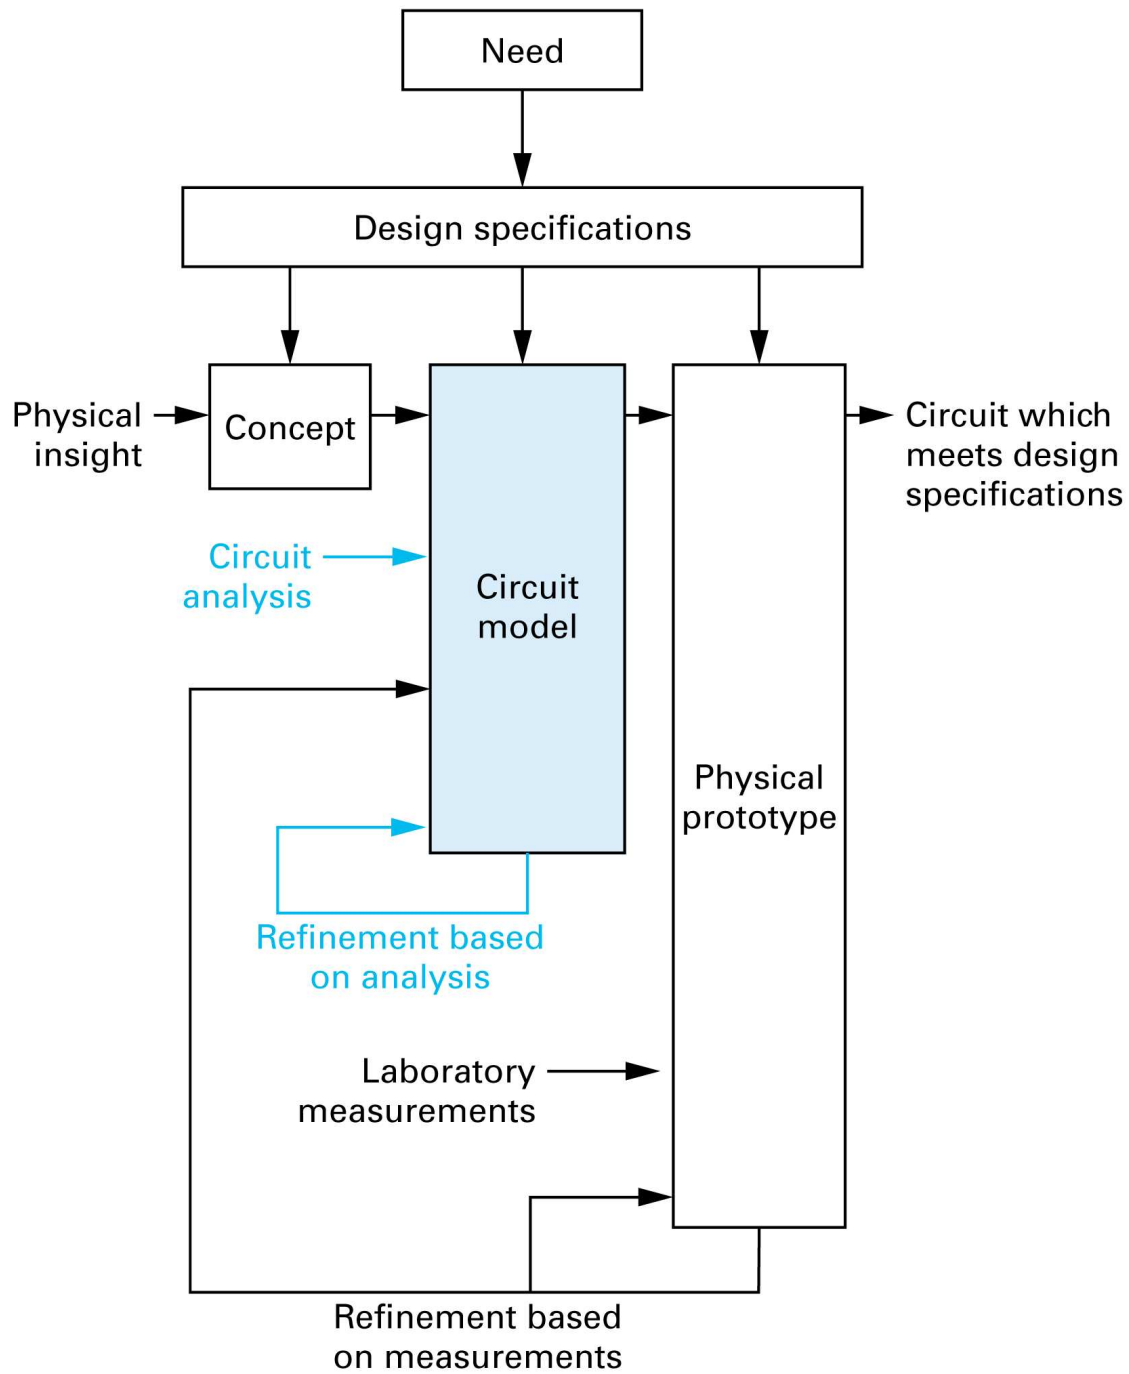 Need
Design specifications
Physical
insight
Concept
Circuit which
meets design
specifications
Circuit
analysis
Circuit
model
Physical
prototype
Refinement based
on analysis
Laboratory
measurements
Refinement based
on measurements